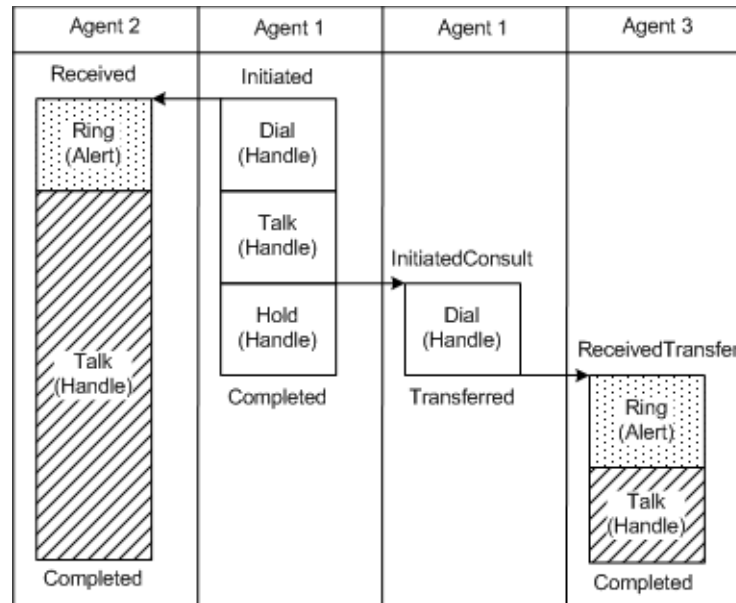 Agent 2
Agent 1
Agent 1
Agent 3
Received
Initiated
Ring
(Alert)
Dial
(Handle)
Talk
(Handle)
InitiatedConsult
Hold
(Handle)
Dial
(Handle)
Talk
(Handle)
ReceivedTransfer
Completed
Transferred
Ring
(Alert)
Talk
(Handle)
Completed
Completed